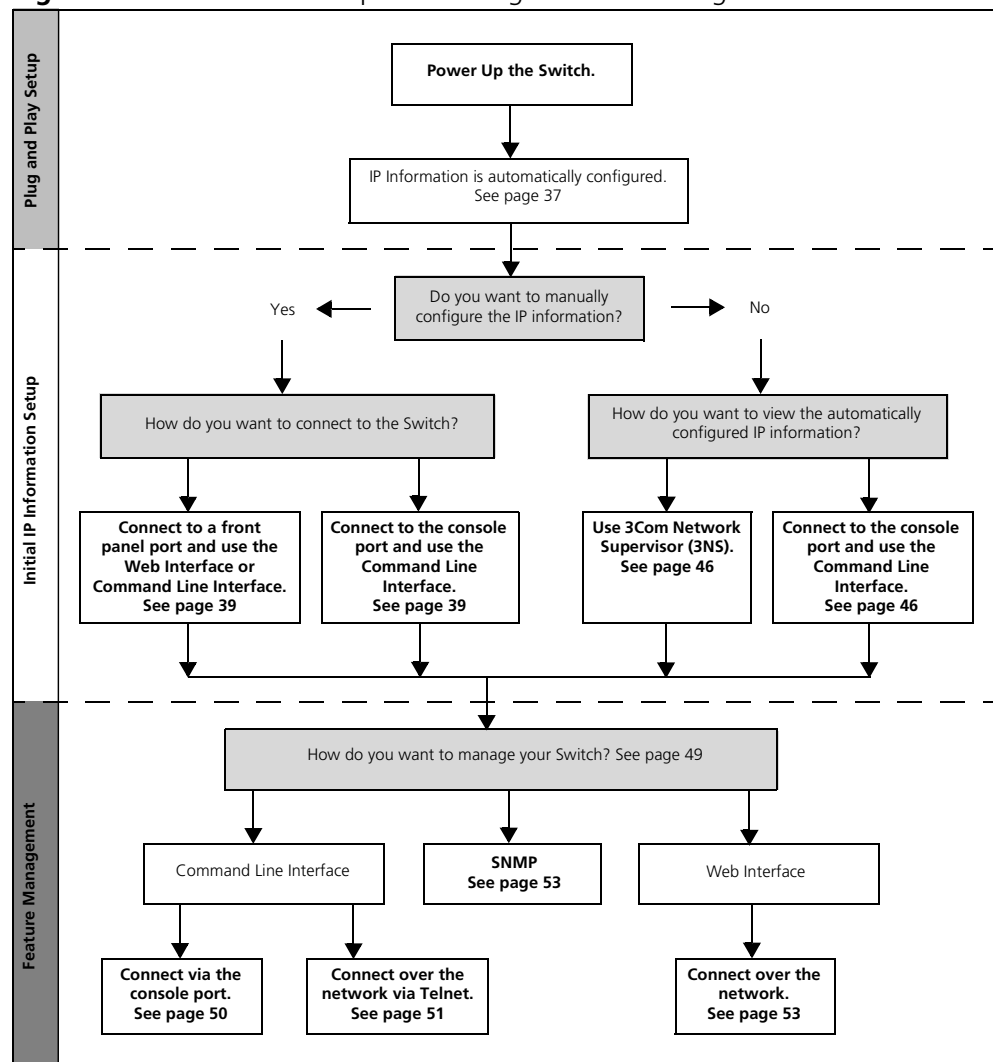 Plug and Play Setup
Power Up the Switch.
IP Information is automatically configured.
See page 37
Initial IP Information Setup
Do you want to manually
configure the IP information?
Yes
No
How do you want to connect to the Switch?
How do you want to view the automatically
configured IP information?
Connect to a front
panel port and use the
Web Interface or
Command Line Interface.
See page 39
Connect to the console
port and use the
Command Line
Interface.
See page 39
Use 3Com Network
Supervisor (3NS).
See page 46
Connect to the console
port and use the
Command Line
Interface.
See page 46
Feature Management
How do you want to manage your Switch? See page 49
Command Line Interface
SNMP
See page 53
Web Interface
Connect via the
console port.
See page 50
Connect over the
network via Telnet.
See page 51
Connect over the
network.
See page 53